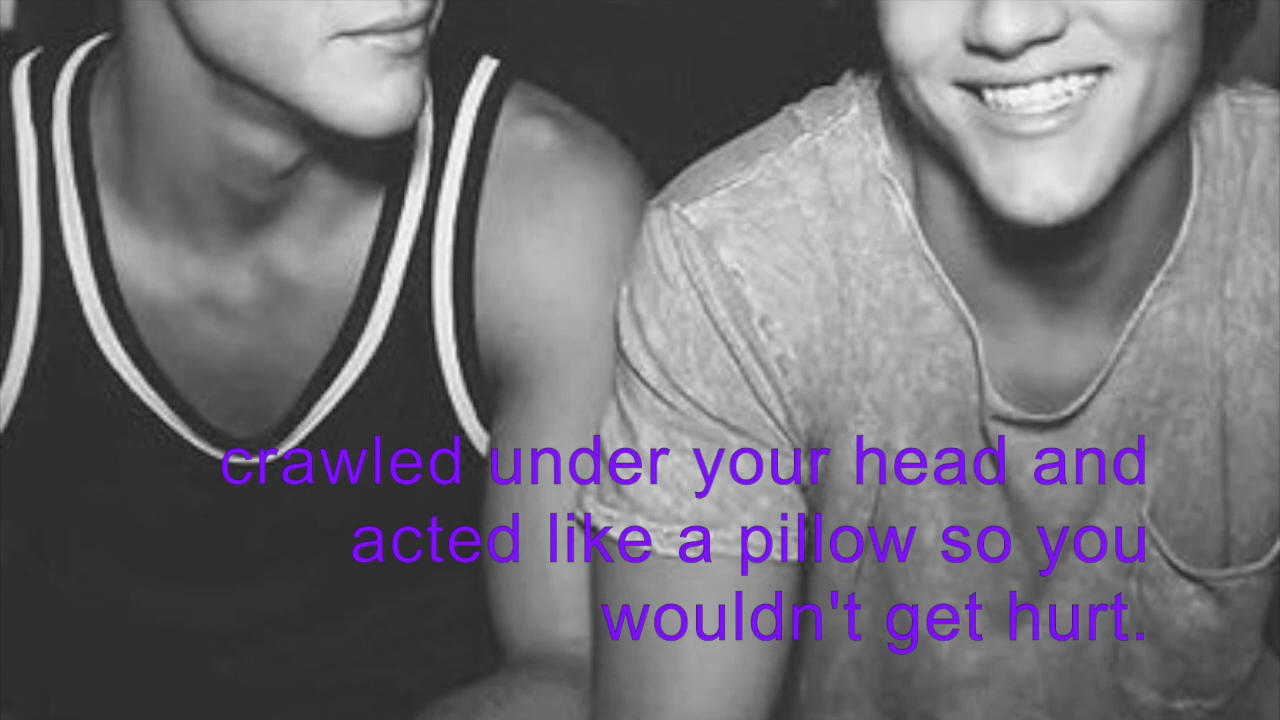 crawled under your head and
acted like a pillow so you
wouldn't get hurt.